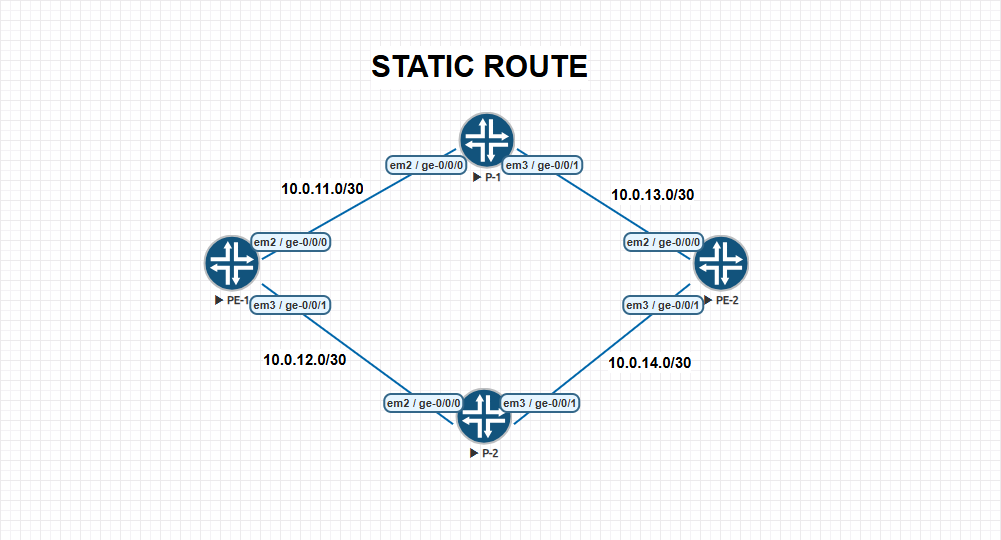 STATIC ROUTE
em2 / ge-0/0/0
em3 / ge-0/0/1
P-1
10.0.11.0/30
10.0.13.0/30
em2 / ge-0/0/0
em2 / ge-0/0/0
PE-1
em3 / ge-0/0/1
em3 / ge-0/0/1
PE-2
10.0.12.0/30
10.0.14.0/30
em2 / ge-0/0/0
em3 / ge-0/0/1
P-2